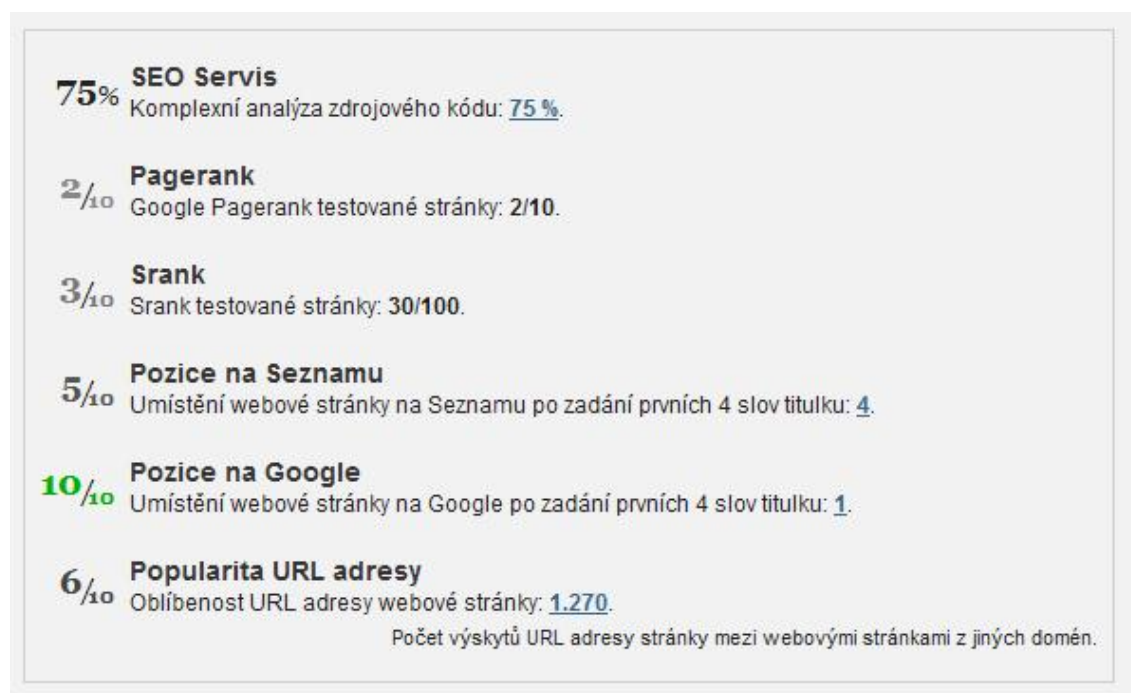 75% SEO Servis
Komplexní analýza zdrojového kódu: 75 %.
2/10 Pagerank
Google Pagerank testované stránky: 2/10.
3/10 Srank
Srank testované stránky: 30/100.
5/10 Pozice na Seznamu
Umístění webové stránky na Seznamu po zadání prvních 4 slov titulku: 4.
10/10 Pozice na Google
Umístění webové stránky na Google po zadání prvních 4 slov titulku: 1.
6/10 Popularita URL adresy
Oblíbenost URL adresy webové stránky: 1.270.
Počet výskytů URL adresy stránky mezi webovými stránkami z jiných domén.